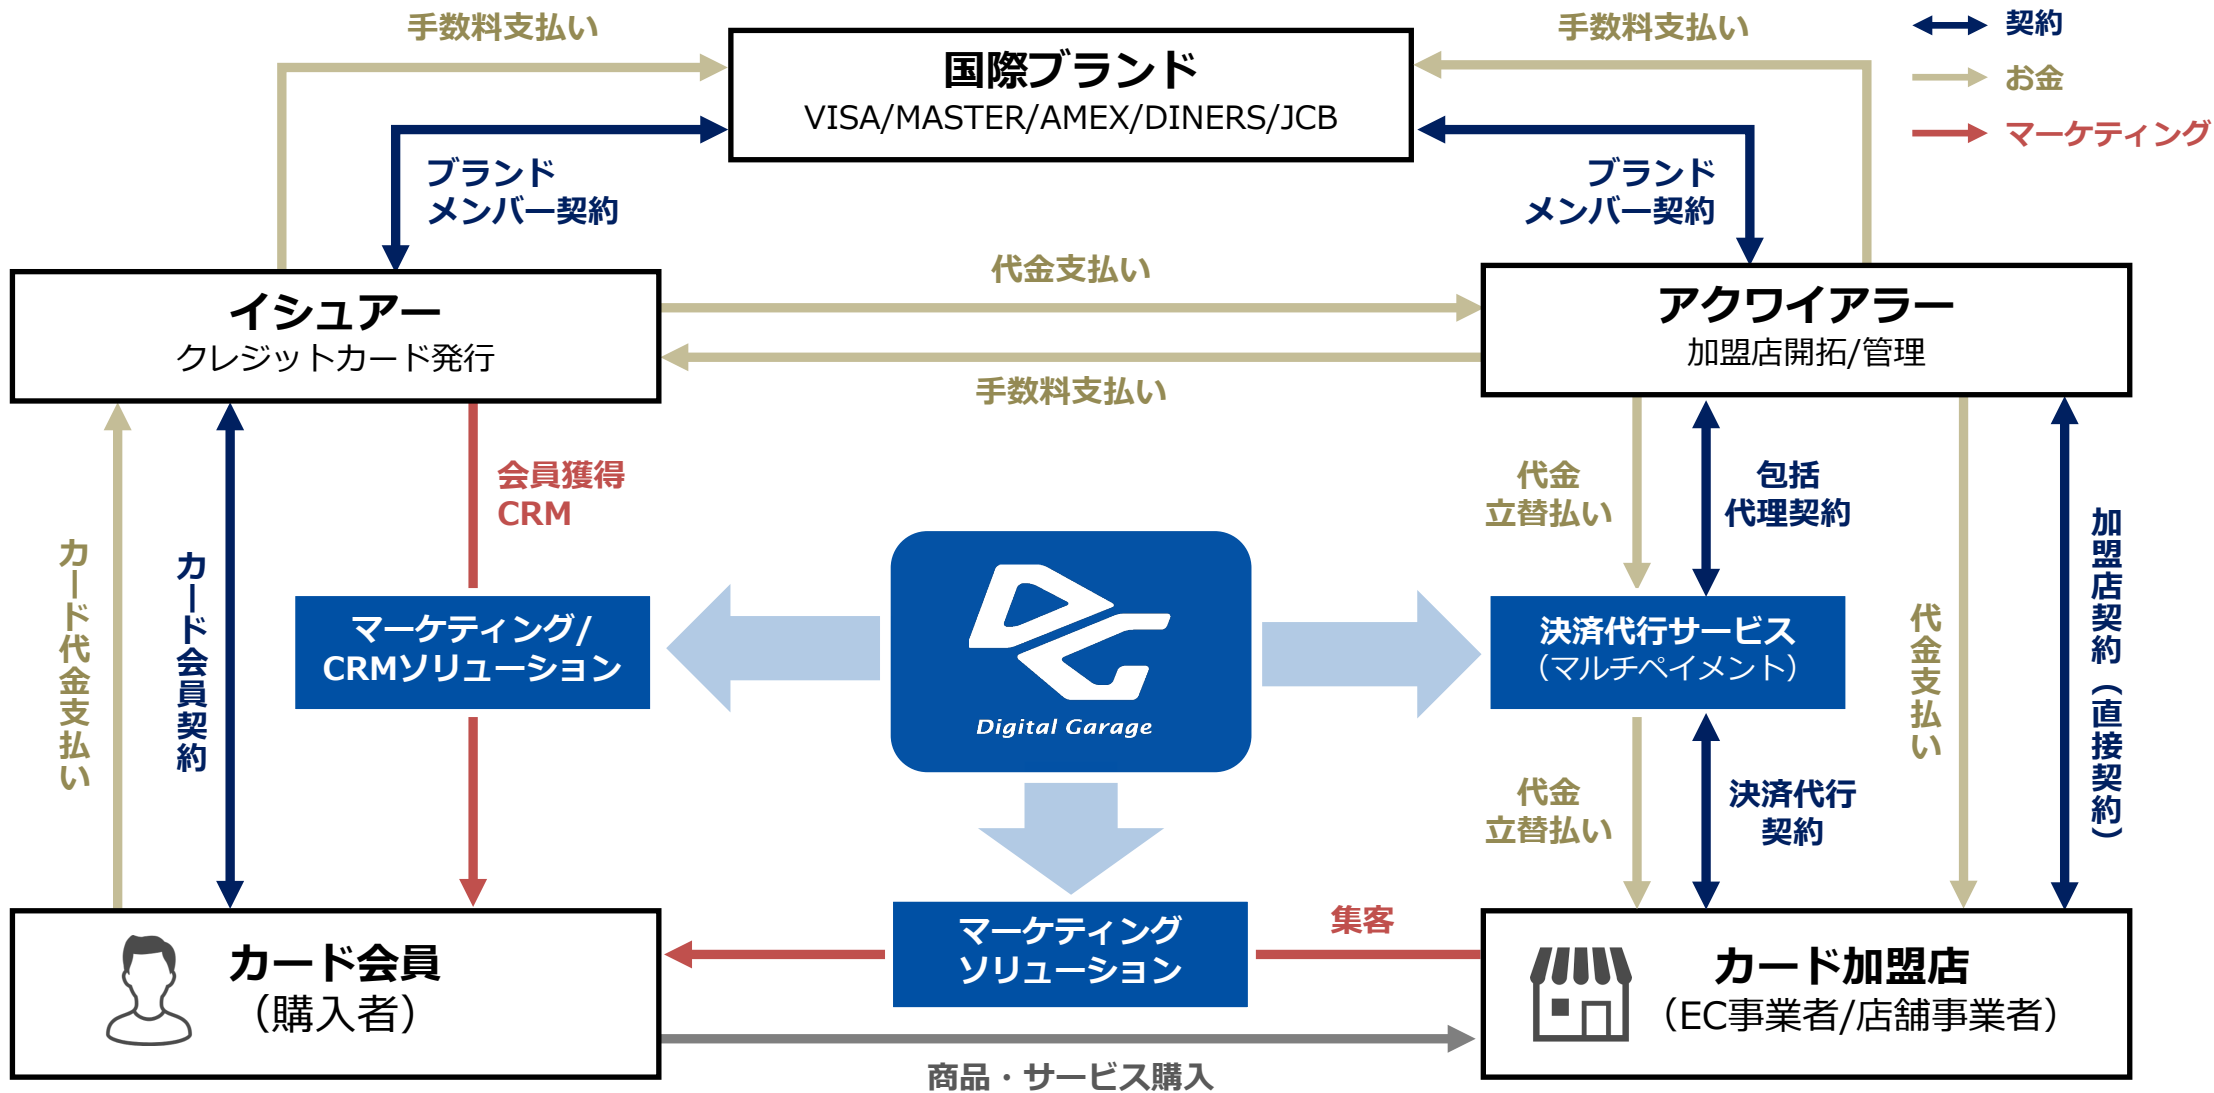 手数料支払い
国際ブランド
VISA/MASTER/AMEX/DINERS/JCB
手数料支払い
契約
お金
マーケティング
ブランド
メンバー契約
ブランド
メンバー契約
イシュアー
クレジットカード発行
代金支払い
手数料支払い
アクワイアラー
加盟店開拓/管理
カード代金支払い
カード会員契約
会員獲得
CRM
マーケティング/
CRMソリューション
Digital Garage
代金
立替払い
包括
代理契約
決済代行サービス
（マルチペイメント）
代金
立替払い
決済代行
契約
代金支払い
加盟店契約（直接契約）
カード会員
（購入者）
マーケティング
ソリューション
集客
カード加盟店
（EC事業者/店舗事業者）
商品・サービス購入